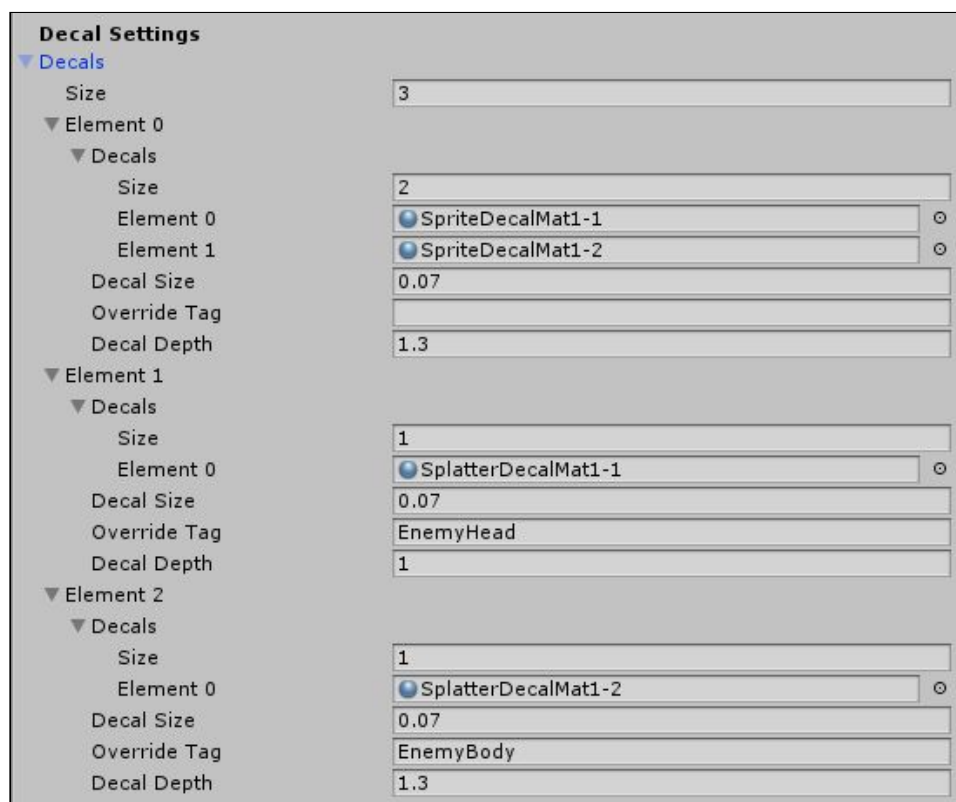 Decal Settings
Decals
Size 3
Element 0
Decals
Size 2
Element 0 SpriteDecalMat1-1
Element 1 SpriteDecalMat1-2
Decal Size 0.07
Override Tag
Decal Depth 1.3
Element 1
Decals
Size 1
Element 0 SplatterDecalMat1-1
Decal Size 0.07
Override Tag EnemyHead
Decal Depth 1
Element 2
Decals
Size 1
Element 0 SplatterDecalMat1-2
Decal Size 0.07
Override Tag EnemyBody
Decal Depth 1.3